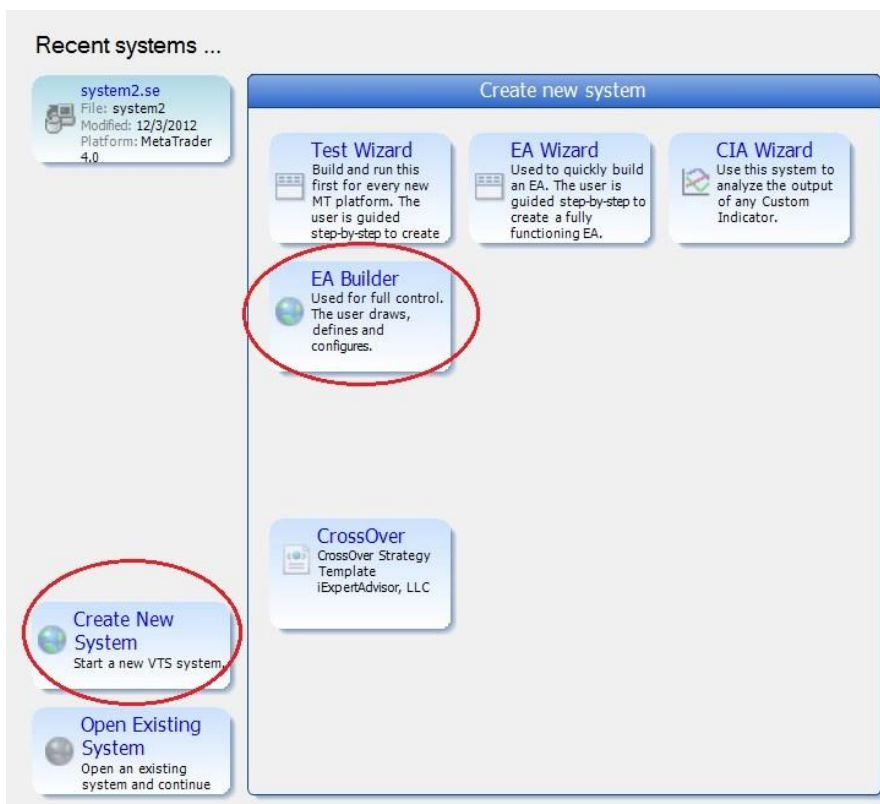 Recent systems ...
system2.se
File: system2
Modified: 12/3/2012
Platform: MetaTrader
4.0
Create new system
Test Wizard
Build and run this
first for every new
MT platform. The
user is guided
step-by-step to create
EA Wizard
Used to quickly build
an EA. The user is
guided step-by-step to
create a fully
functioning EA.
CIA Wizard
Use this system to
analyze the output
of any Custom
Indicator.
EA Builder
Used for full control.
The user draws,
defines and
configures.
CrossOver
CrossOver Strategy
Template
iExpertAdvisor, LLC
Create New
System
Start a new VTS system.
Open Existing
System
Open an existing
system and continue